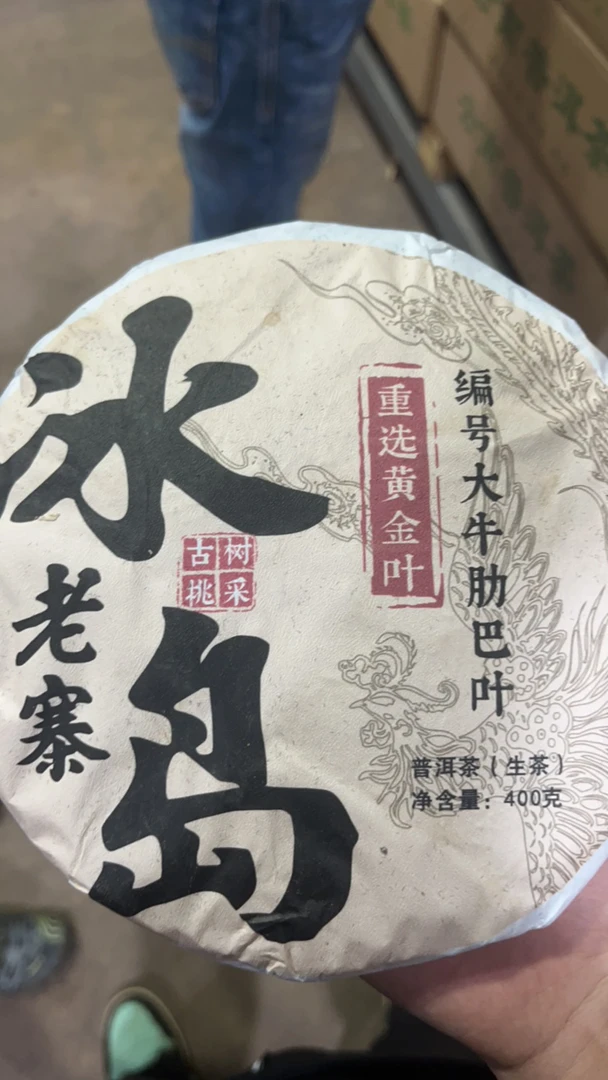 冰岛
老寨
古树
挑采
重选黄金叶
编号大牛肋巴叶
普洱茶（生茶）
净含量：400克